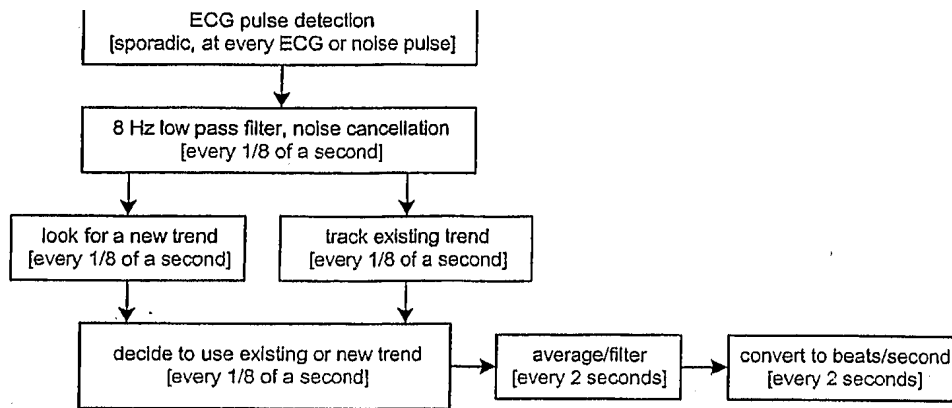 ECG pulse detection
[sporadic, at every ECG or noise pulse]
8 Hz low pass filter, noise cancellation
[every 1/8 of a second]
look for a new trend
[every 1/8 of a second]
track existing trend
[every 1/8 of a second]
decide to use existing or new trend
[every 1/8 of a second]
average/filter
[every 2 seconds]
convert to beats/second
[every 2 seconds]